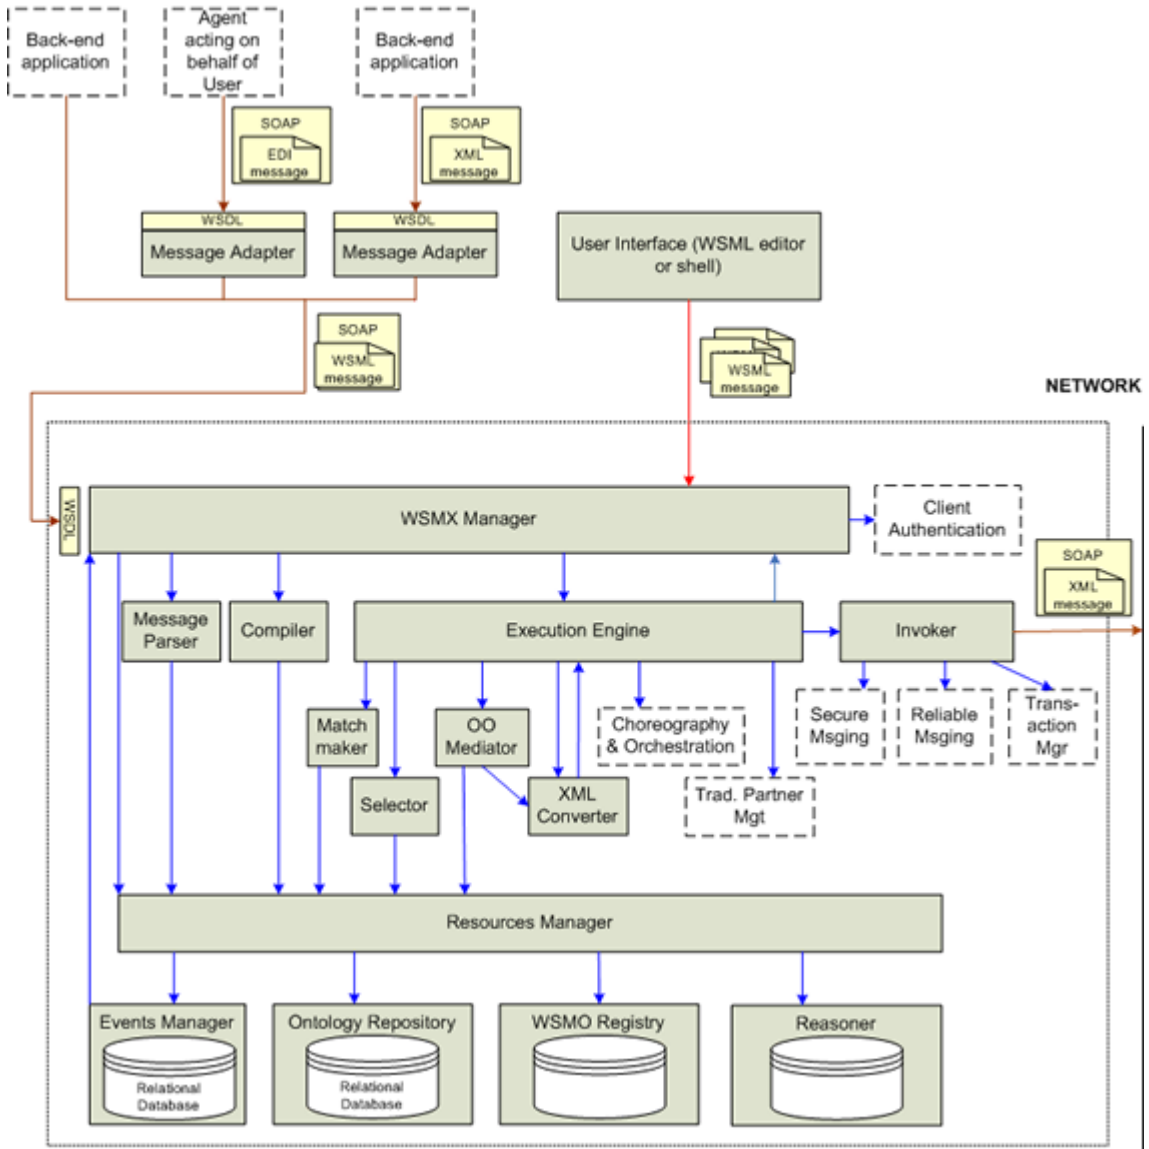 Back-end
application
Agent
acting on
behalf of
User
Back-end
application
SOAP
EDI
message
SOAP
XML
message
WSDL
Message Adapter
WSDL
Message Adapter
User Interface (WSML editor
or shell)
SOAP
WSML
message
WSML
message
NETWORK
WSDL
WSMX Manager
Client
Authentication
SOAP
XML
message
Message
Parser
Compiler
Execution Engine
Invoker
Match
maker
OO
Mediator
Choreography
& Orchestration
Secure
Msging
Reliable
Msging
Trans-
action
Mgr
Selector
XML
Converter
Trad. Partner
Mgt
Resources Manager
Events Manager
Relational
Database
Ontology Repository
Relational
Database
WSMO Registry
Reasoner